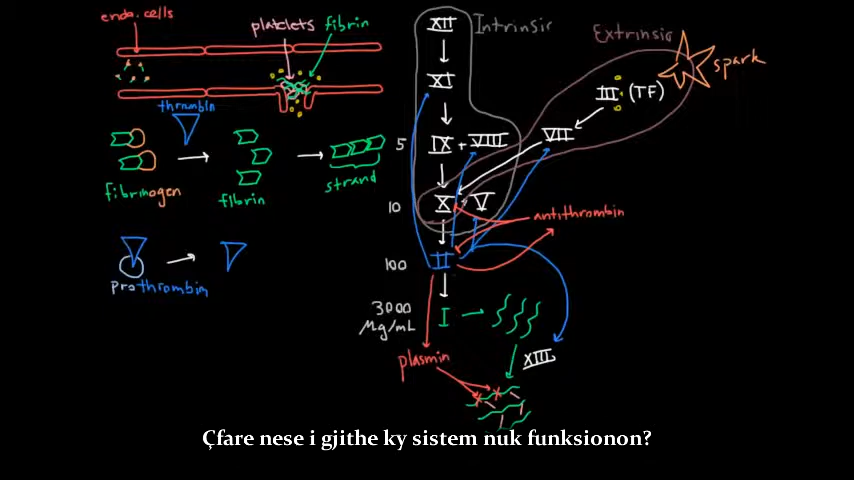 endo. cells
platelets
fibrin
thrombin
fibrinogen
fibrin
strand
prothrombin
XII
Intrinsic
XI
Extrinsic
spark
III (TF)
5
IX + VIII
VII
10
X + V
antithrombin
100
II
3000
Mg/mL
I
XIII
plasmin
Çfare nese i gjithe ky sistem nuk funksionon?